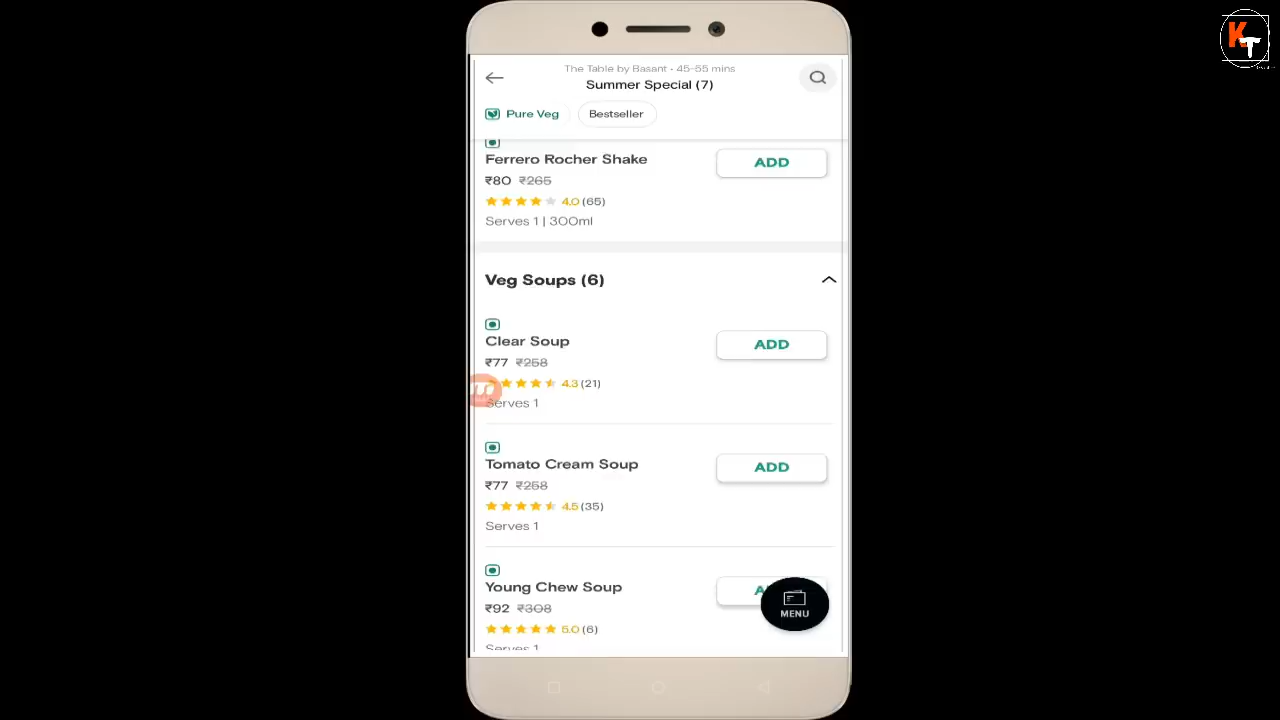 KT
The Table by Basant • 45-55 mins
Summer Special (7)
Pure Veg
Bestseller
Ferrero Rocher Shake
ADD
₹80 ₹265
4.0 (65)
Serves 1 | 300ml
Veg Soups (6)
Clear Soup
ADD
₹77 ₹258
4.3 (21)
Serves 1
Tomato Cream Soup
ADD
₹77 ₹258
4.5 (35)
Serves 1
Young Chew Soup
₹92 ₹308
MENU
5.0 (6)
Serves 1